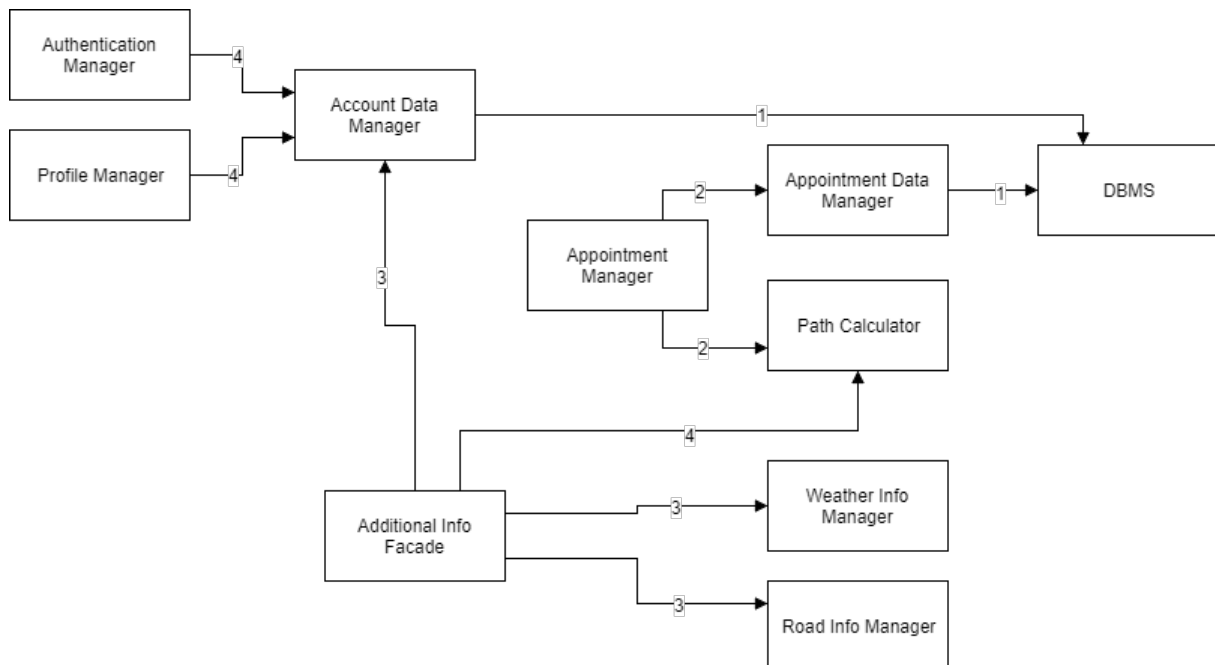 Authentication
Manager
4
Account Data
Manager
1
Profile Manager
4
Appointment Data
Manager
2
1
DBMS
Appointment
Manager
3
Path Calculator
2
4
Weather Info
Manager
3
Additional Info
Facade
3
Road Info Manager